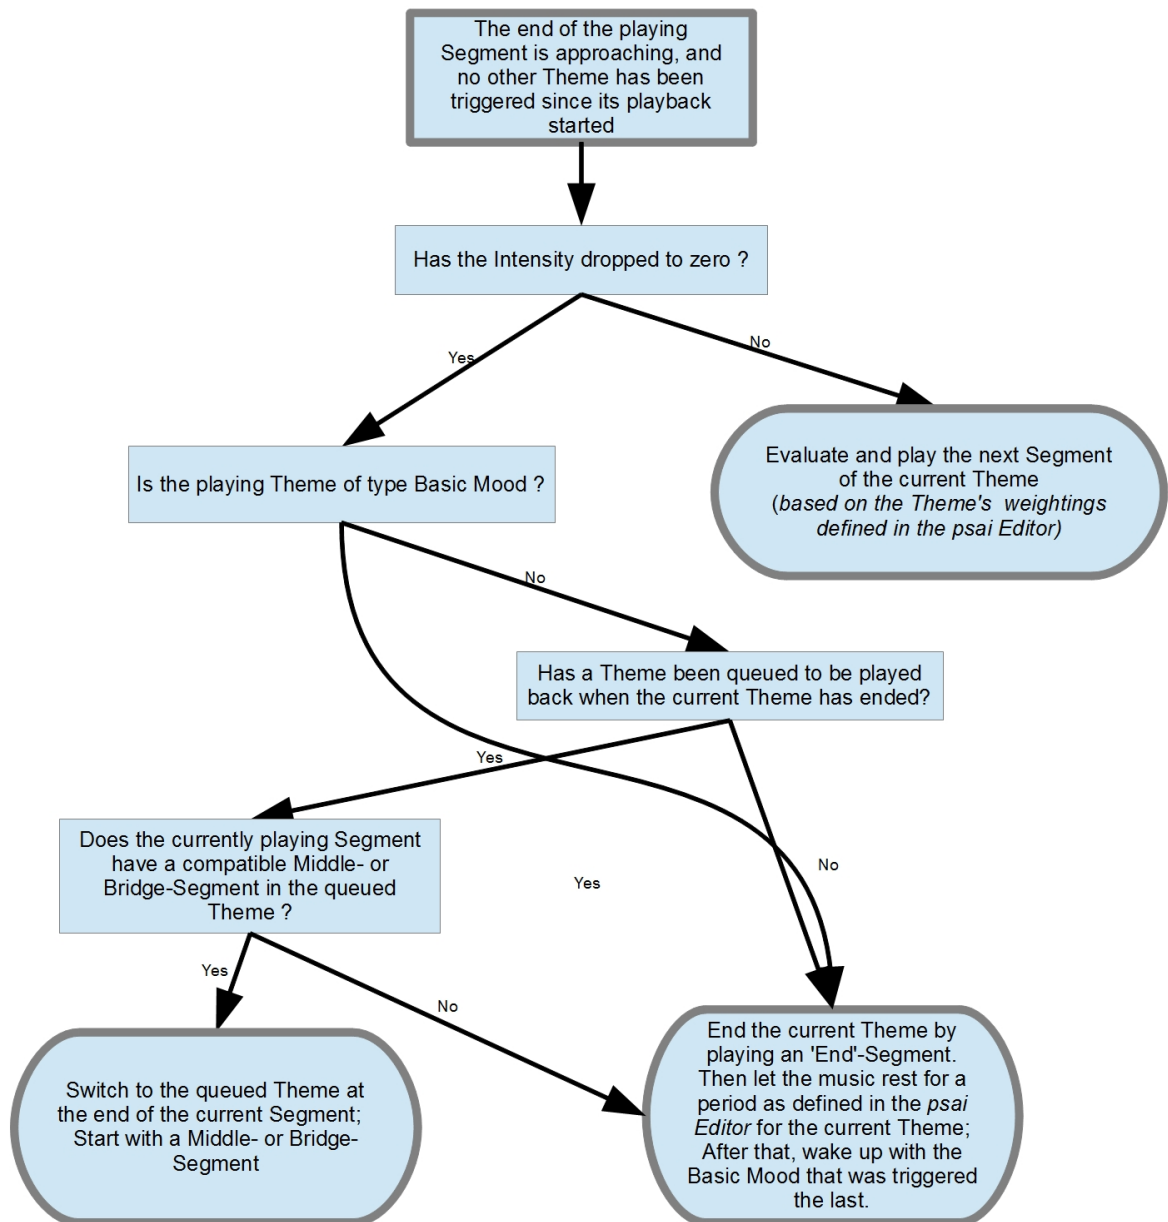 The end of the playing
Segment is approaching, and
no other Theme has been
triggered since its playback
started
Has the Intensity dropped to zero ?
Yes
No
Is the playing Theme of type Basic Mood ?
Evaluate and play the next Segment
of the current Theme
(based on the Theme's weightings
defined in the psai Editor)
No
Has a Theme been queued to be played
back when the current Theme has ended?
Yes
Does the currently playing Segment
have a compatible Middle- or
Bridge-Segment in the queued
Theme ?
Yes
No
Yes
No
Switch to the queued Theme at
the end of the current Segment;
Start with a Middle- or Bridge-
Segment
End the current Theme by
playing an 'End'-Segment.
Then let the music rest for a
period as defined in the psai
Editor for the current Theme;
After that, wake up with the
Basic Mood that was triggered
the last.